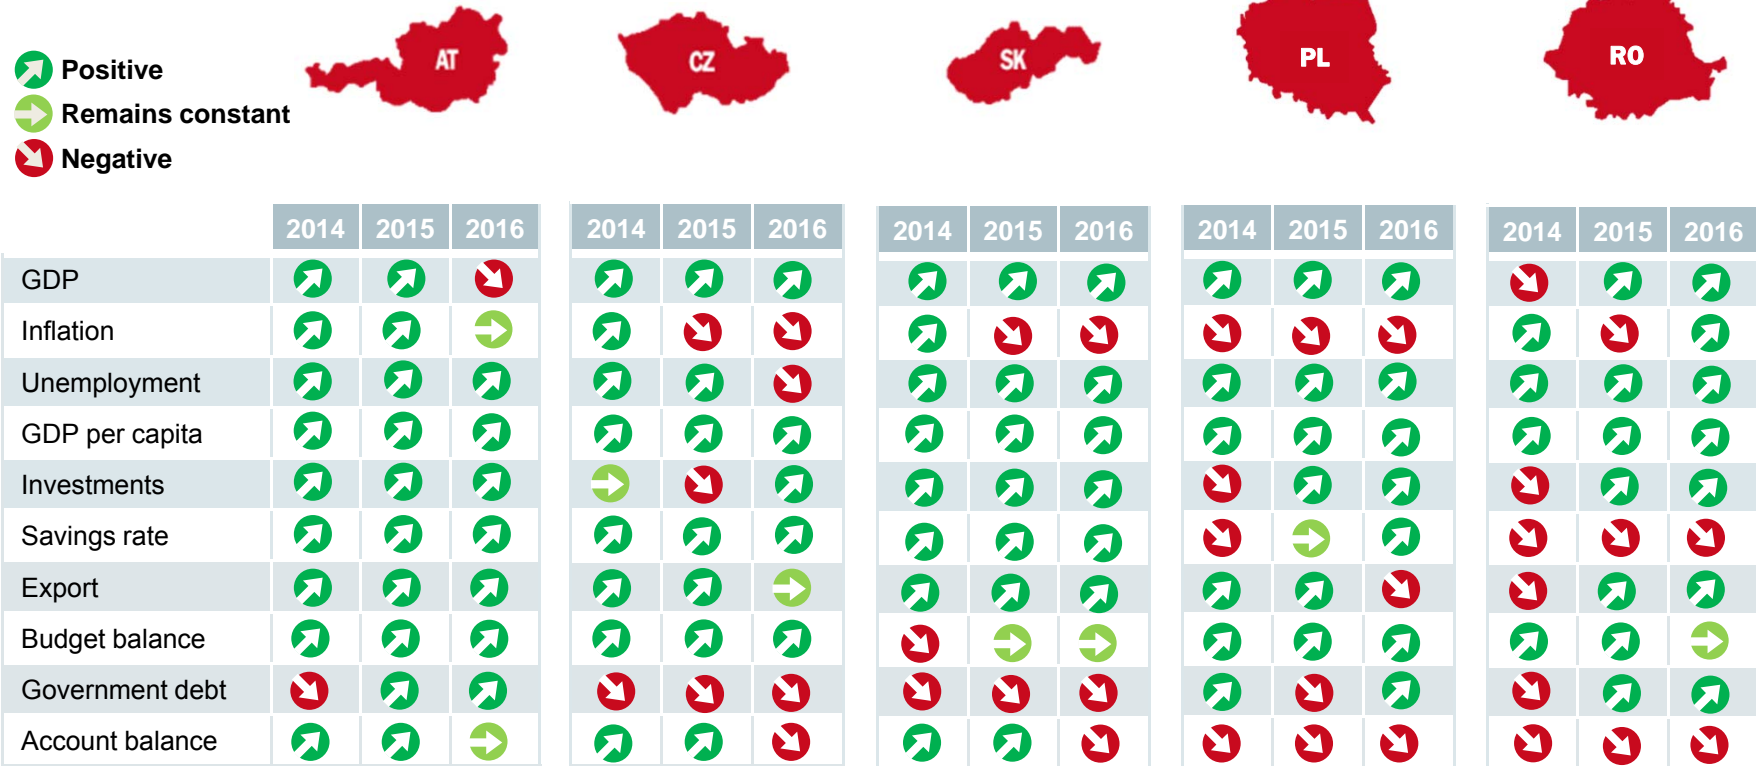 AT CZ SK PL RO
Positive
Remains constant
Negative
2014 2015 2016 2014 2015 2016 2014 2015 2016 2014 2015 2016 2014 2015 2016
GDP
Inflation
Unemployment
GDP per capita
Investments
Savings rate
Export
Budget balance
Government debt
Account balance